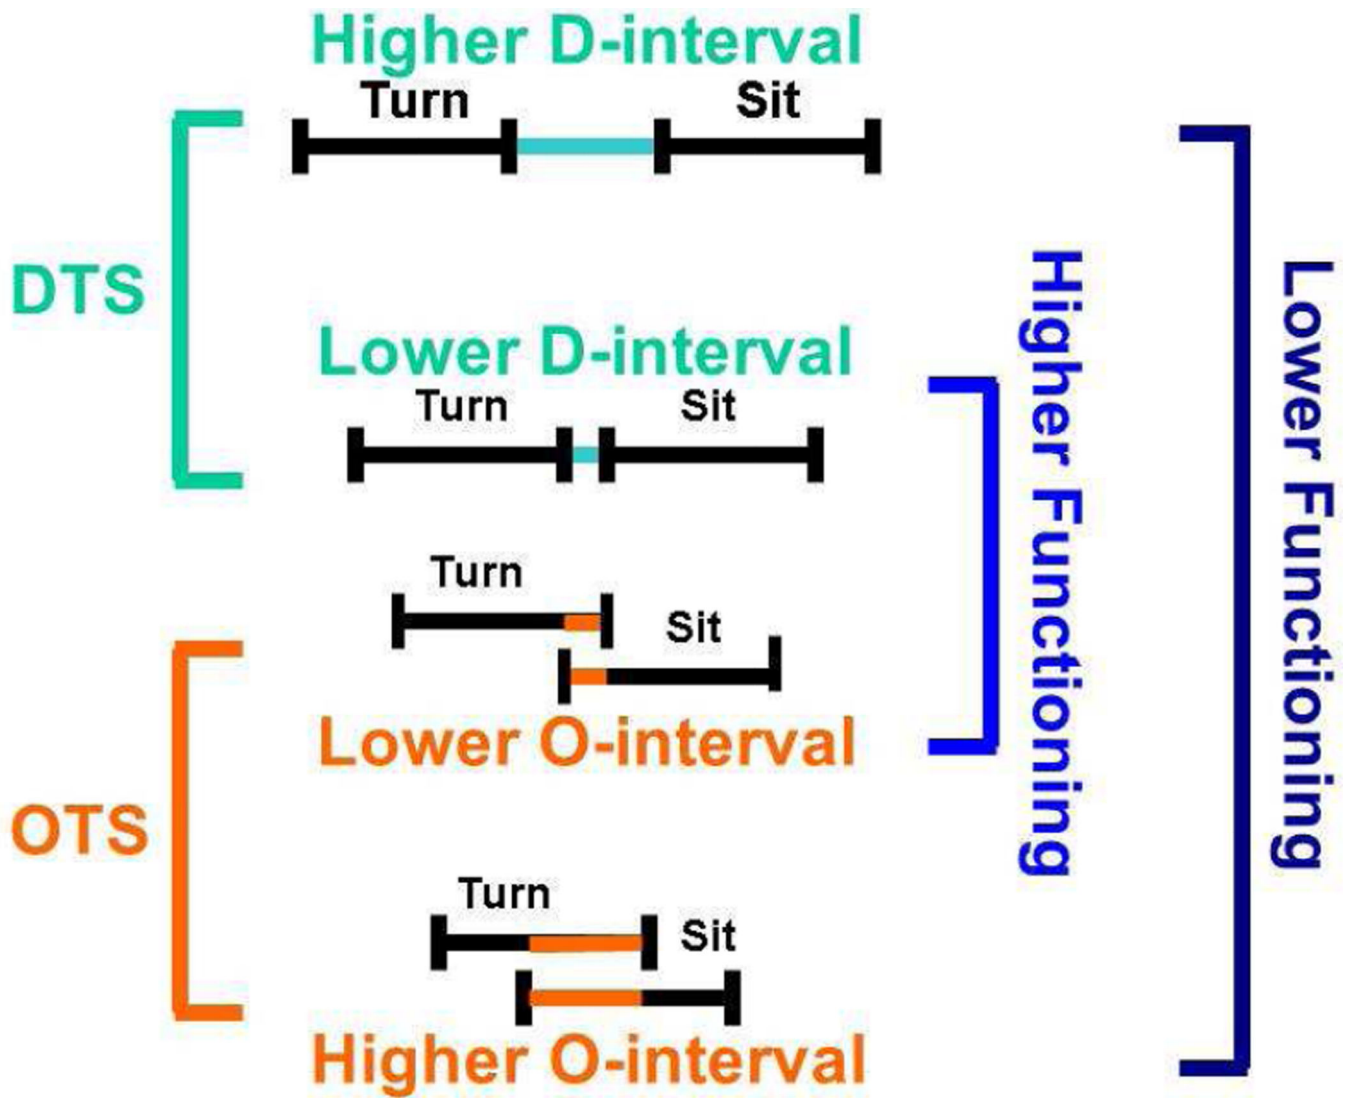 Higher D-interval
Turn
Sit
DTS
Lower D-interval
Turn
Sit
Turn
Sit
Lower O-interval
OTS
Turn
Sit
Higher O-interval
Higher Functioning
Lower Functioning